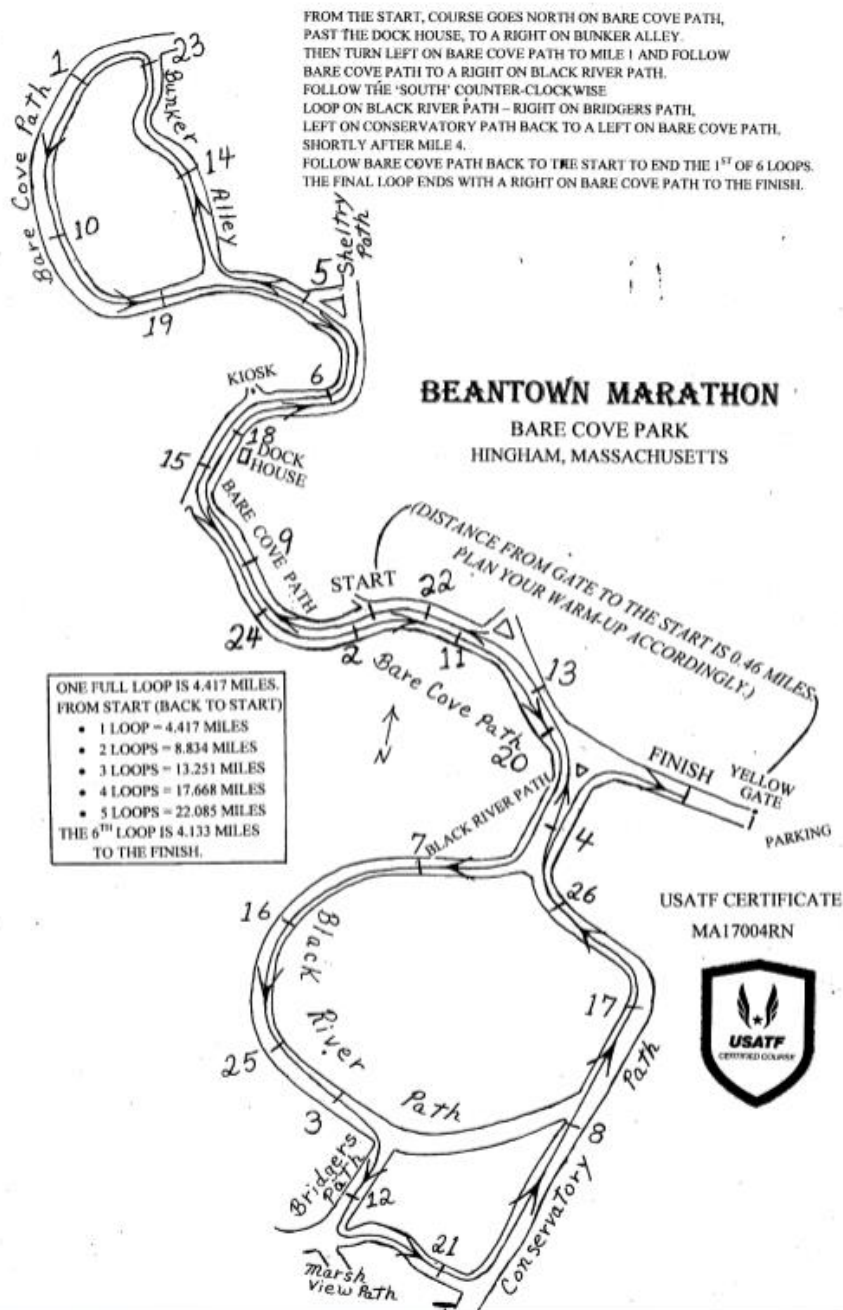 FROM THE START, COURSE GOES NORTH ON BARE COVE PATH,
PAST THE DOCK HOUSE, TO A RIGHT ON BUNKER ALLEY.
THEN TURN LEFT ON BARE COVE PATH TO MILE 1 AND FOLLOW
BARE COVE PATH TO A RIGHT ON BLACK RIVER PATH.
FOLLOW THE 'SOUTH' COUNTER-CLOCKWISE
LOOP ON BLACK RIVER PATH – RIGHT ON BRIDGERS PATH,
LEFT ON CONSERVATORY PATH BACK TO A LEFT ON BARE COVE PATH,
SHORTLY AFTER MILE 4.
FOLLOW BARE COVE PATH BACK TO THE START TO END THE 1ST OF 6 LOOPS.
THE FINAL LOOP ENDS WITH A RIGHT ON BARE COVE PATH TO THE FINISH.
23
1
Bunker
Alley
Bare Cove Path
14
10
Sheltry
Path
5
19
KIOSK
6
BEANTOWN MARATHON
BARE COVE PARK
HINGHAM, MASSACHUSETTS
18
15
DOCK
HOUSE
BARE COVE PATH
9
(DISTANCE FROM GATE TO THE START IS 0.46 MILES.
PLAN YOUR WARM-UP ACCORDINGLY.)
START
22
24
2
11
13
Bare Cove Path
20
N
ONE FULL LOOP IS 4.417 MILES.
FROM START (BACK TO START)
• 1 LOOP = 4.417 MILES
• 2 LOOPS = 8.834 MILES
• 3 LOOPS = 13.251 MILES
• 4 LOOPS = 17.668 MILES
• 5 LOOPS = 22.085 MILES
THE 6TH LOOP IS 4.133 MILES
TO THE FINISH.
FINISH
YELLOW
GATE
PARKING
BLACK RIVER PATH
7
4
26
16
Black River Path
17
25
3
8
USATF CERTIFICATE
MA17004RN
USATF
CERTIFIED COURSE
Bridgers
Path
12
21
Conservatory Path
Marsh
View Path